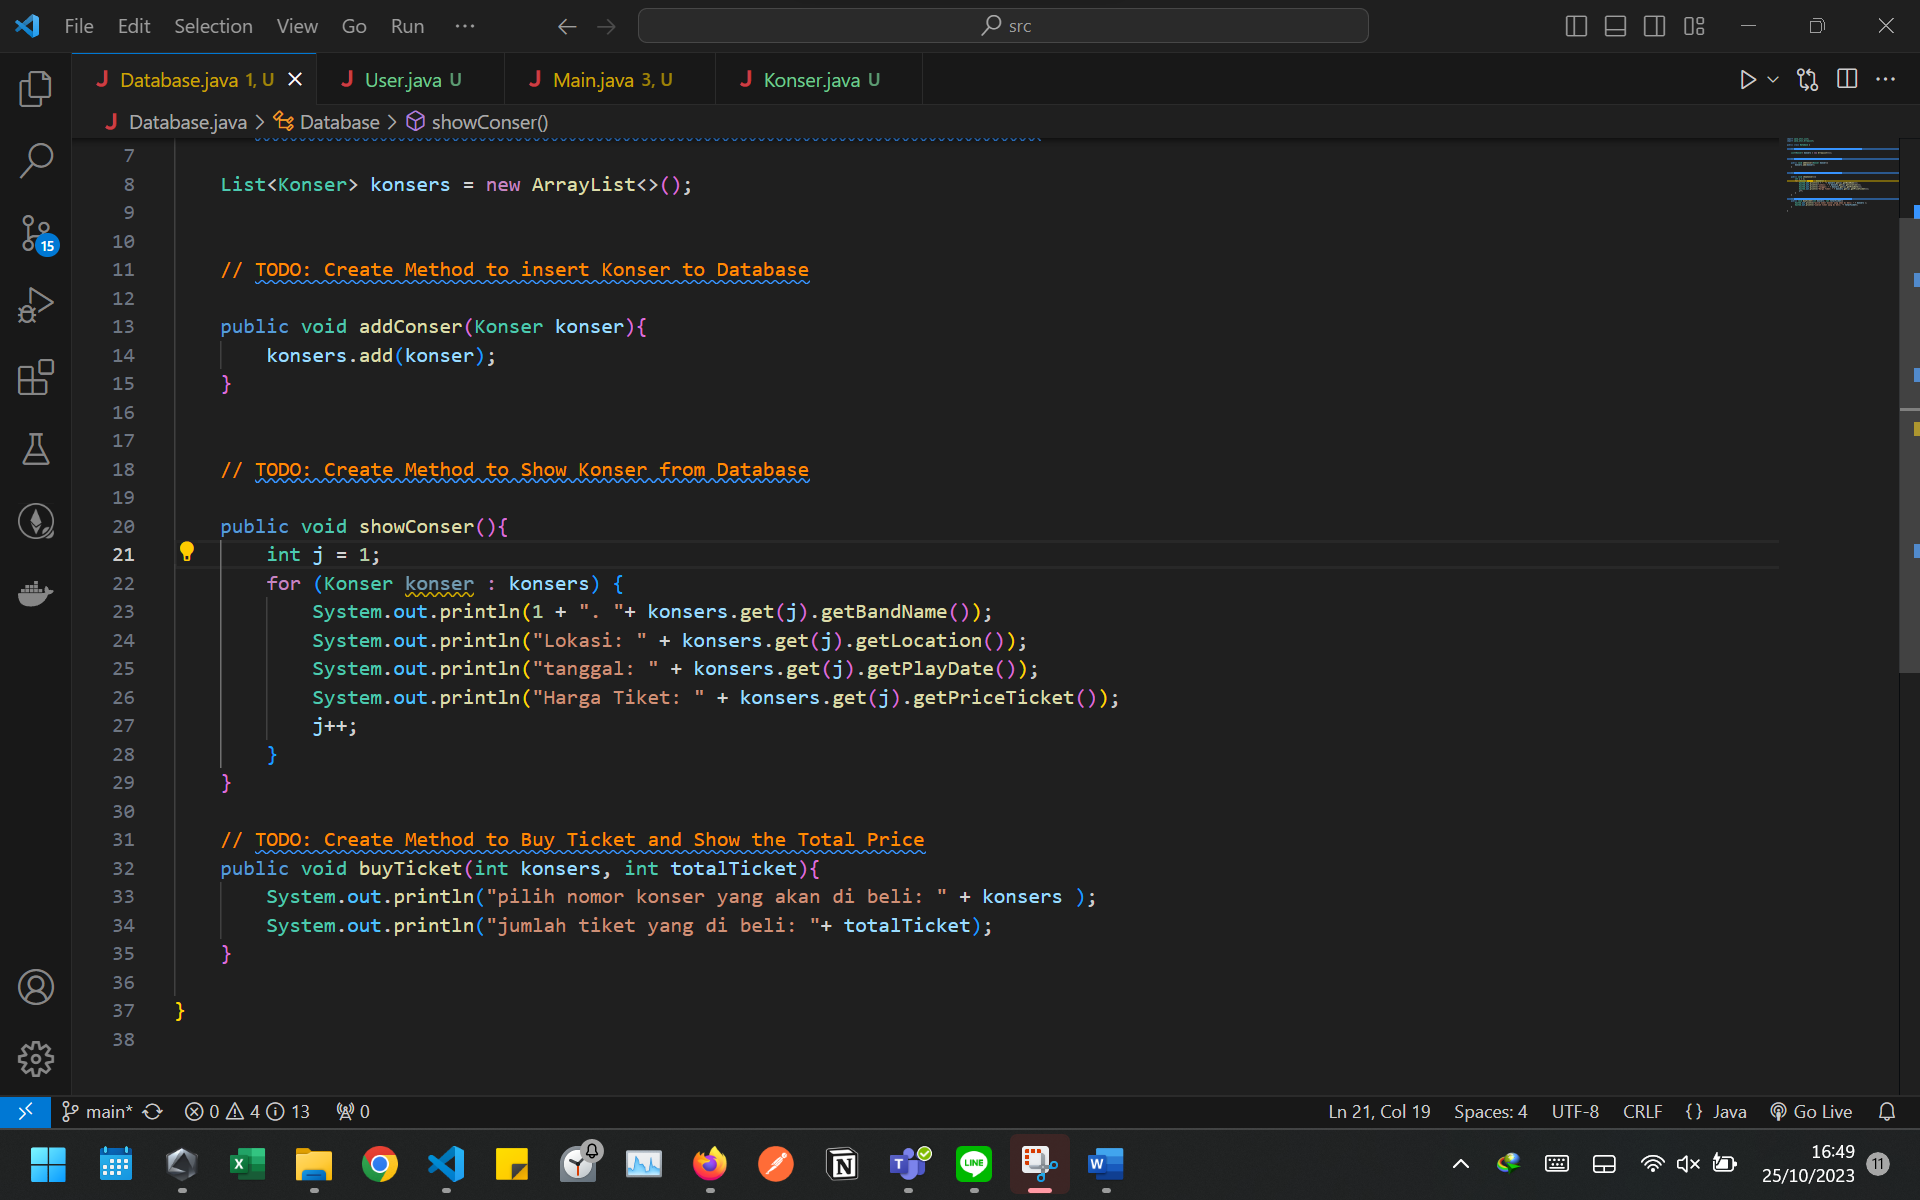 File Edit Selection View Go Run ··· src
Database.java 1, U User.java U Main.java 3, U Konser.java U
Database.java > Database > showConser()
7
8 List<Konser> konsers = new ArrayList<>();
9
10
11 // TODO: Create Method to insert Konser to Database
12
13 public void addConser(Konser konser){
14 konsers.add(konser);
15 }
16
17
18 // TODO: Create Method to Show Konser from Database
19
20 public void showConser(){
21 int j = 1;
22 for (Konser konser : konsers) {
23 System.out.println(1 + ". "+ konsers.get(j).getBandName());
24 System.out.println("Lokasi: " + konsers.get(j).getLocation());
25 System.out.println("tanggal: " + konsers.get(j).getPlayDate());
26 System.out.println("Harga Tiket: " + konsers.get(j).getPriceTicket());
27 j++;
28 }
29 }
30
31 // TODO: Create Method to Buy Ticket and Show the Total Price
32 public void buyTicket(int konsers, int totalTicket){
33 System.out.println("pilih nomor konser yang akan di beli: " + konsers );
34 System.out.println("jumlah tiket yang di beli: "+ totalTicket);
35 }
36
37 }
38
15
main* 0 4 13 0 Ln 21, Col 19 Spaces: 4 UTF-8 CRLF {} Java Go Live
LINE
16:49
25/10/2023 11